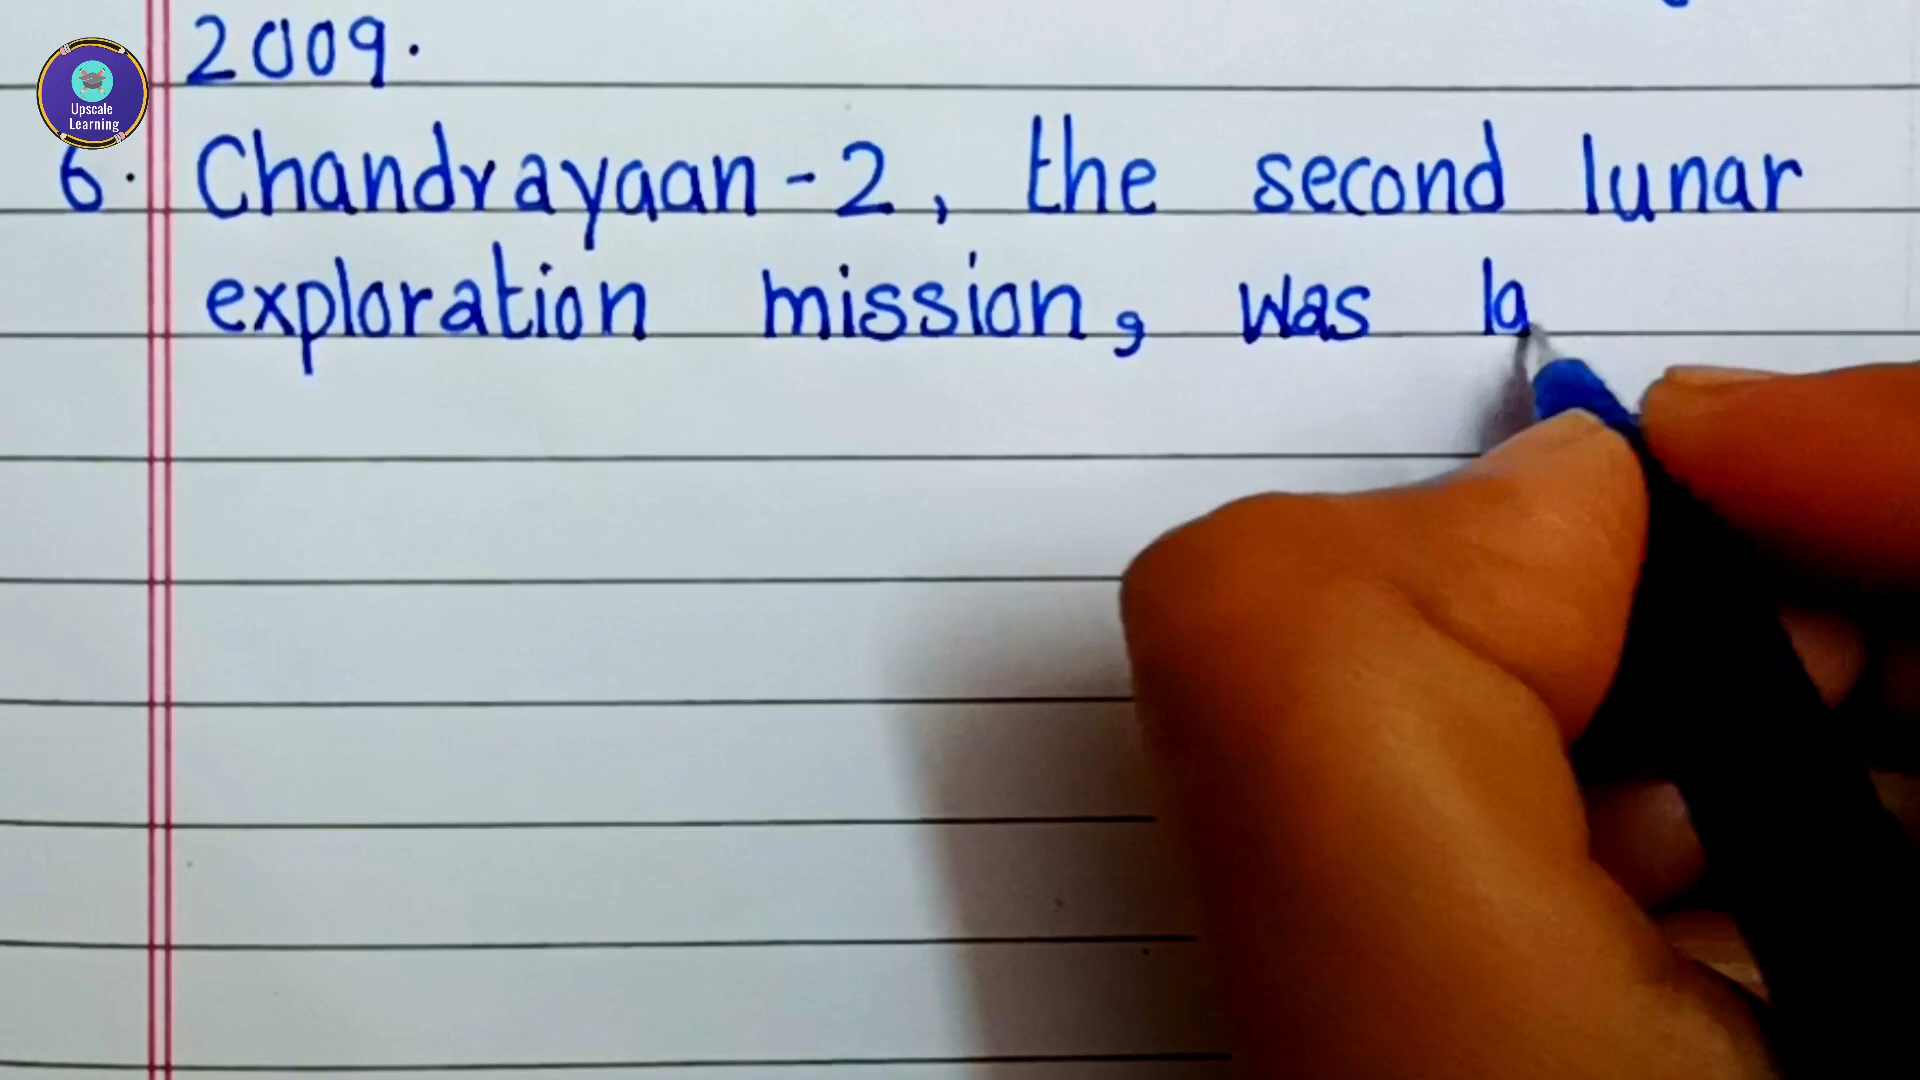 2009.
Upscale
Learning
6. Chandrayaan-2, the second lunar
exploration mission, was la